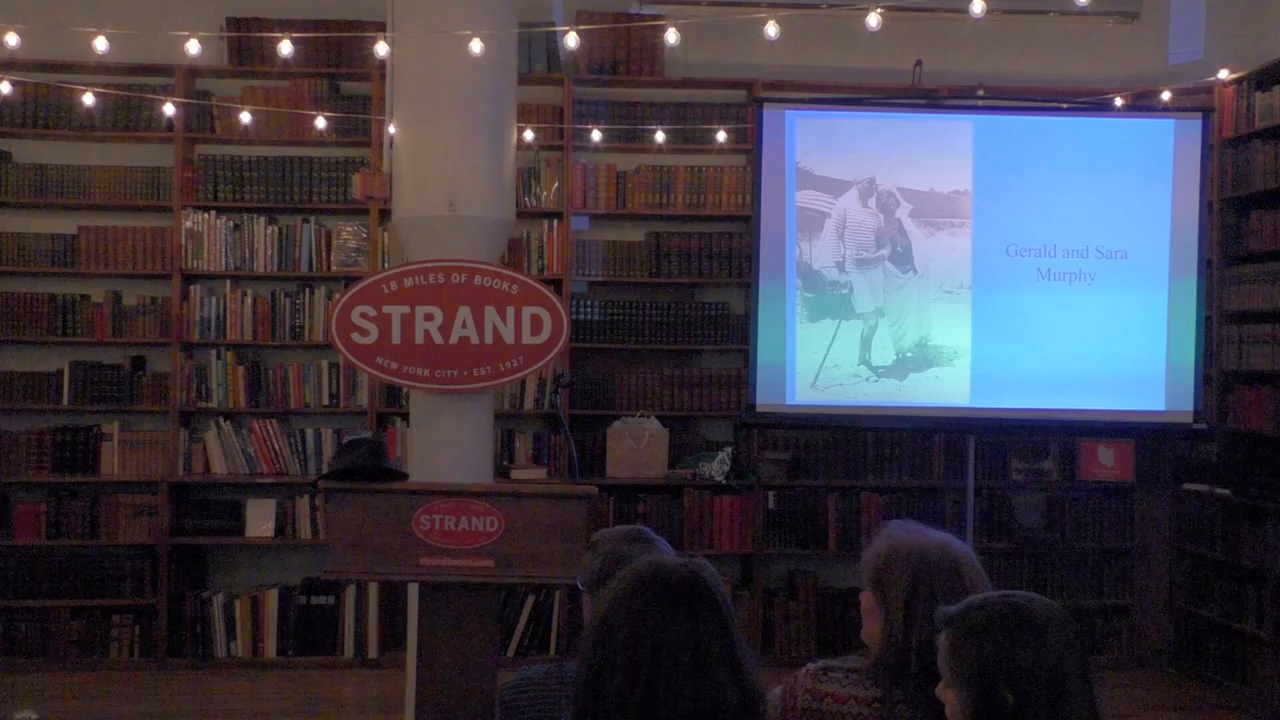 18 MILES OF BOOKS
STRAND
NEW YORK CITY • EST. 1927
Gerald and Sara
Murphy
STRAND